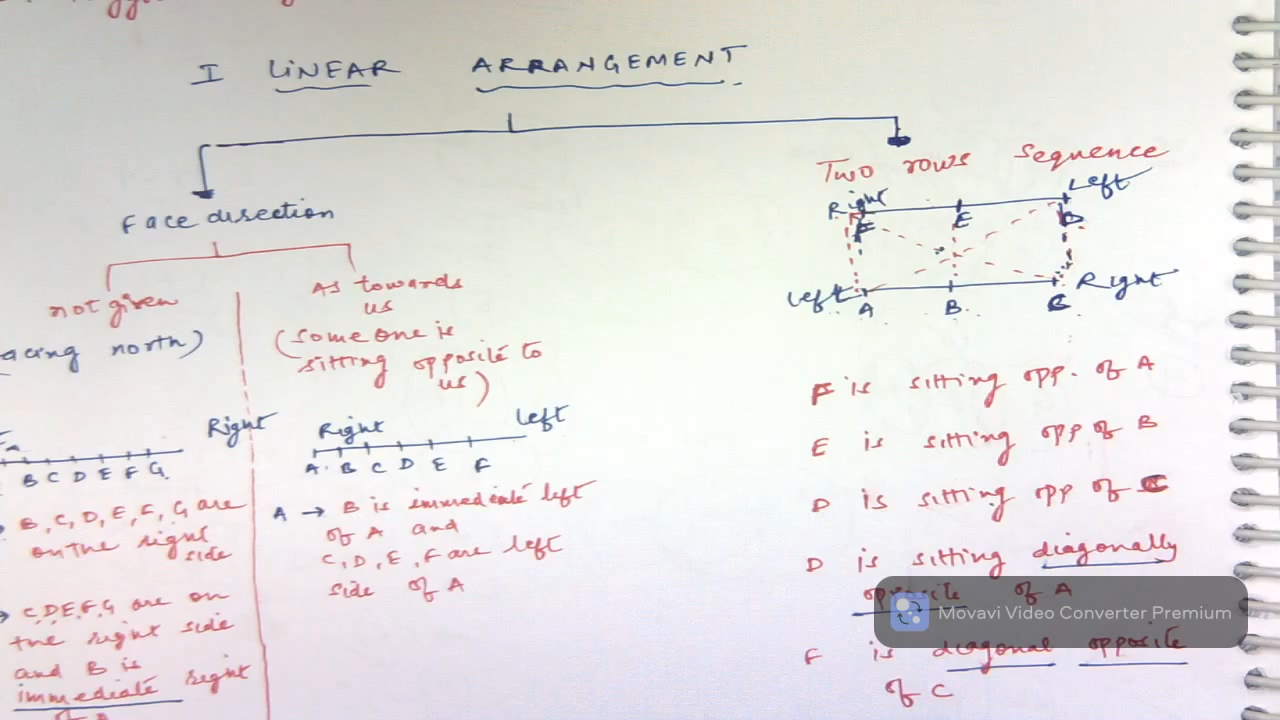 I LINEAR ARRANGEMENT
Face direction
not given
acing north)
Right
B C D E F G
B, C, D, E, F, G are
on the right
side
C, D, E, F, G are on
the right side
and B is
immediate right
As towards
us
(someone is
sitting opposite to
us)
Right Left
A B C D E F
A → B is immediate left
of A and
C, D, E, F are left
side of A
Two rows sequence
Right Left
F E D
Left Right
A B C
F is sitting opp. of A
E is sitting opp of B
D is sitting opp of C
D is sitting diagonally
opposite of A
F is diagonal opposite
of C
Movavi Video Converter Premium